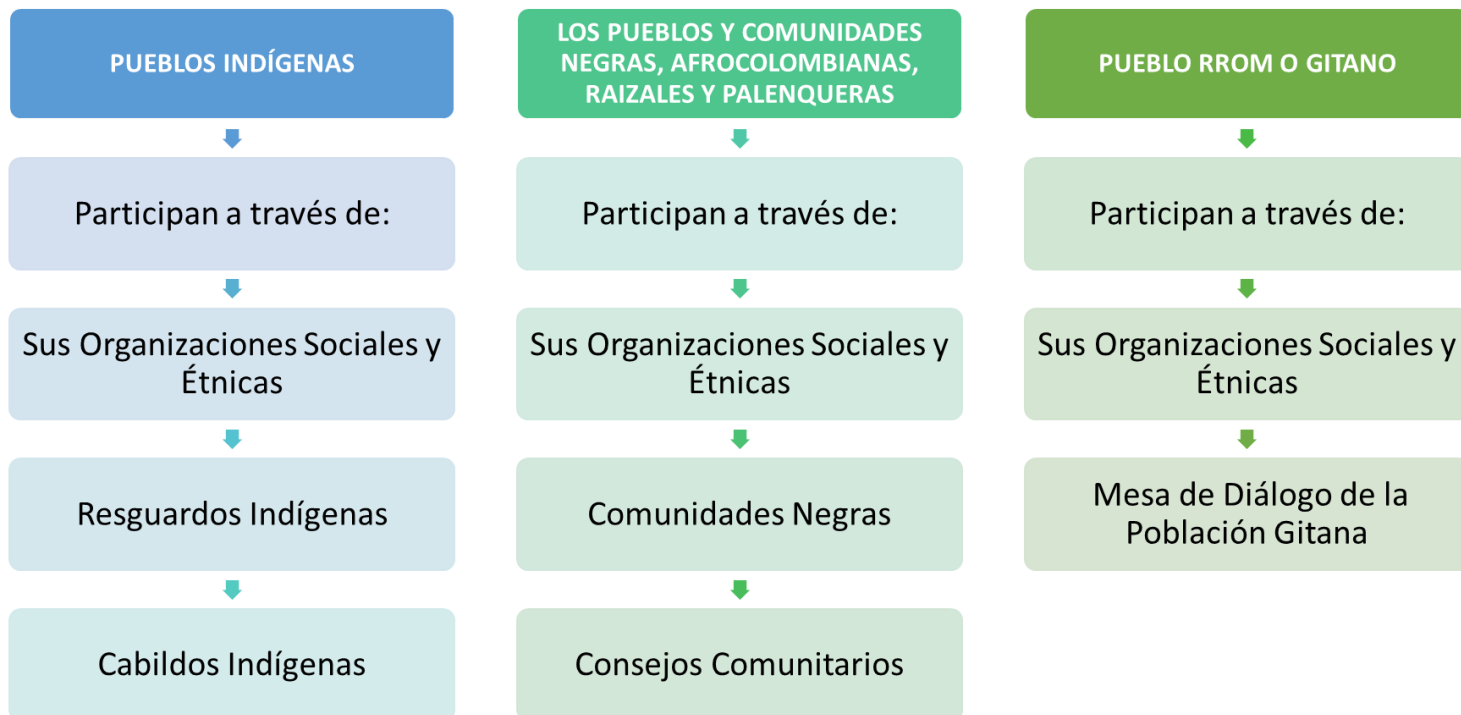 PUEBLOS INDÍGENAS
Participan a través de:
Sus Organizaciones Sociales y
Étnicas
Resguardos Indígenas
Cabildos Indígenas
LOS PUEBLOS Y COMUNIDADES
NEGRAS, AFROCOLOMBIANAS,
RAIZALES Y PALENQUERAS
Participan a través de:
Sus Organizaciones Sociales y
Étnicas
Comunidades Negras
Consejos Comunitarios
PUEBLO RROM O GITANO
Participan a través de:
Sus Organizaciones Sociales y
Étnicas
Mesa de Diálogo de la
Población Gitana